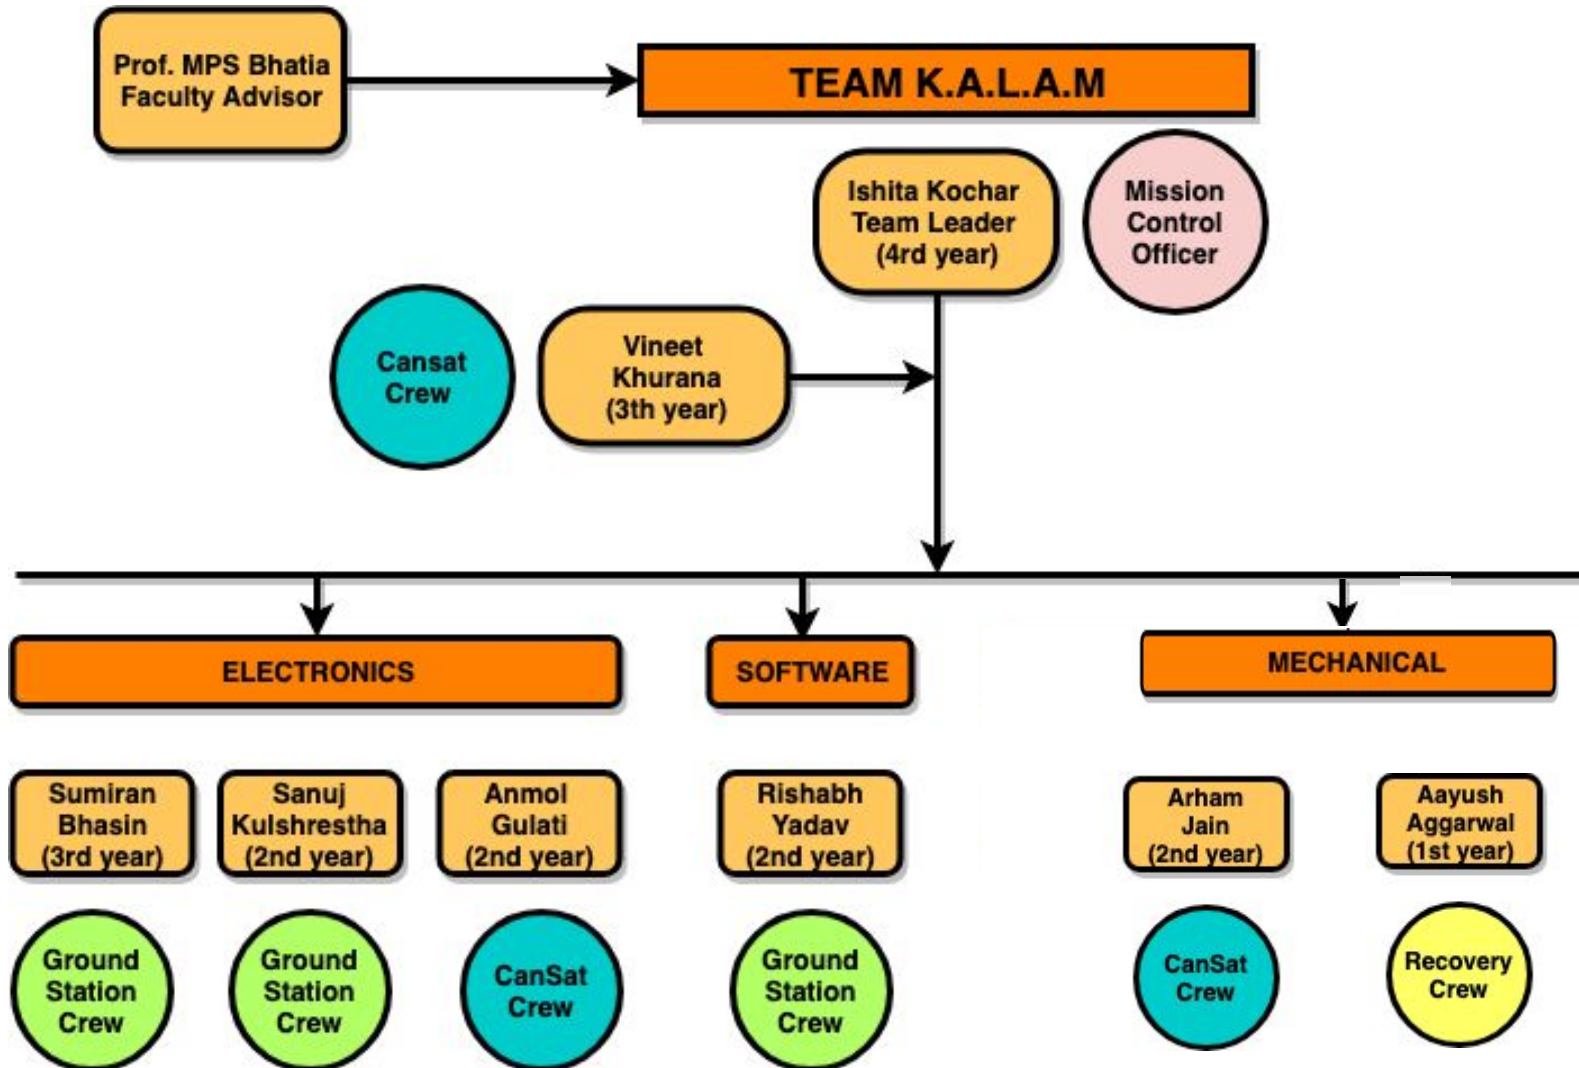 Prof. MPS Bhatia
Faculty Advisor
TEAM K.A.L.A.M
Ishita Kochar
Team Leader
(4rd year)
Mission
Control
Officer
Cansat
Crew
Vineet
Khurana
(3th year)
ELECTRONICS
SOFTWARE
MECHANICAL
Sumiran
Bhasin
(3rd year)
Sanuj
Kulshrestha
(2nd year)
Anmol
Gulati
(2nd year)
Rishabh
Yadav
(2nd year)
Arham
Jain
(2nd year)
Aayush
Aggarwal
(1st year)
Ground
Station
Crew
Ground
Station
Crew
CanSat
Crew
Ground
Station
Crew
CanSat
Crew
Recovery
Crew